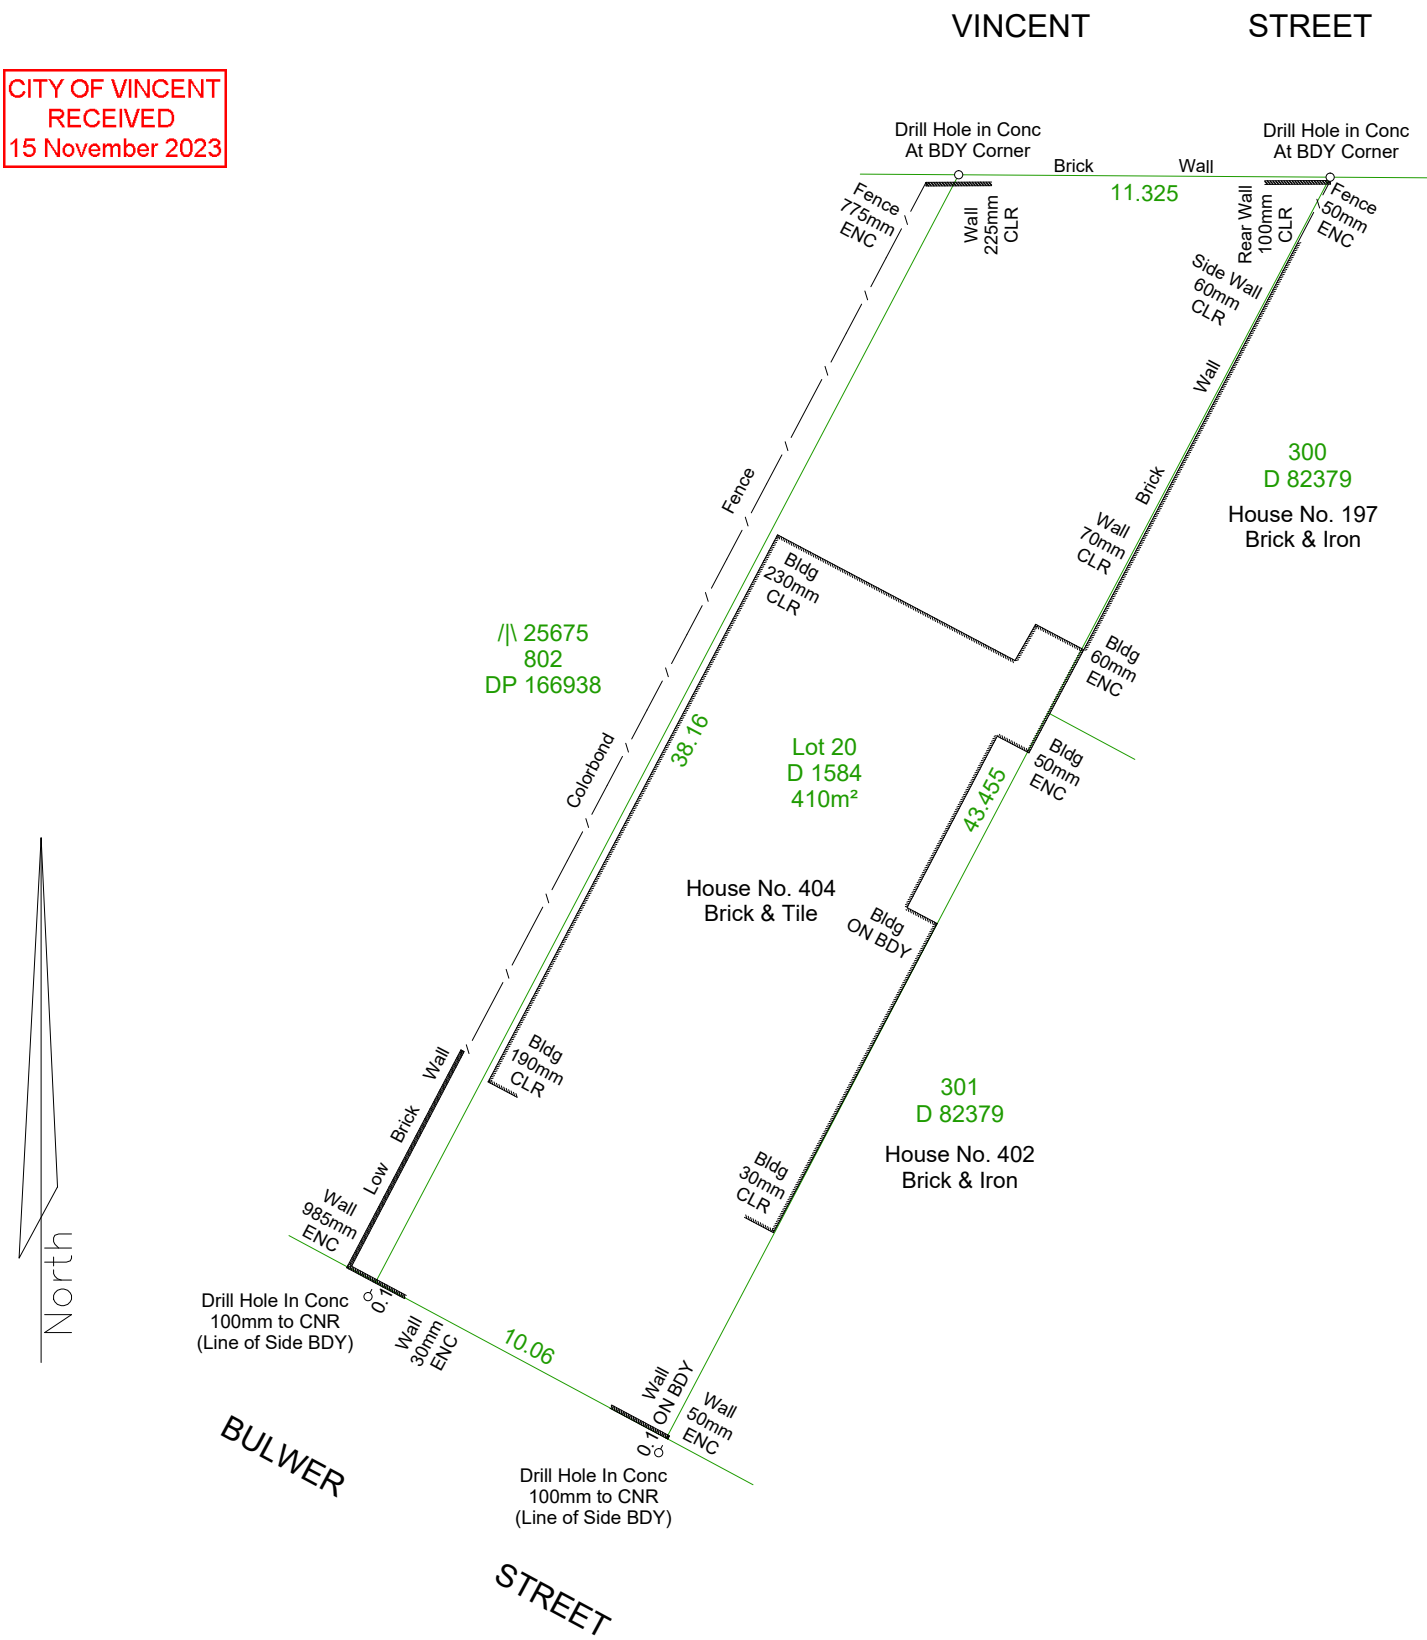 VINCENT STREET
CITY OF VINCENT
RECEIVED
15 November 2023
Drill Hole in Conc
At BDY Corner
Drill Hole in Conc
At BDY Corner
Brick Wall
11.325
Fence
775mm
ENC
Wall
225mm
CLR
Rear Wall
100mm
CLR
Fence
50mm
ENC
Side Wall
60mm
CLR
Brick Wall
300
D 82379
House No. 197
Brick & Iron
Wall
70mm
CLR
Colorbond Fence
Bldg
230mm
CLR
/|\ 25675
802
DP 166938
Bldg
60mm
ENC
38.16
Lot 20
D 1584
410m²
Bldg
50mm
ENC
43.455
House No. 404
Brick & Tile
Bldg
ON BDY
Bldg
190mm
CLR
Low Brick Wall
301
D 82379
House No. 402
Brick & Iron
Bldg
30mm
CLR
Wall
985mm
ENC
North
Drill Hole In Conc
100mm to CNR
(Line of Side BDY)
0.1
Wall
30mm
ENC
10.06
Wall
ON BDY
Wall
50mm
ENC
0.1
Drill Hole In Conc
100mm to CNR
(Line of Side BDY)
BULWER STREET